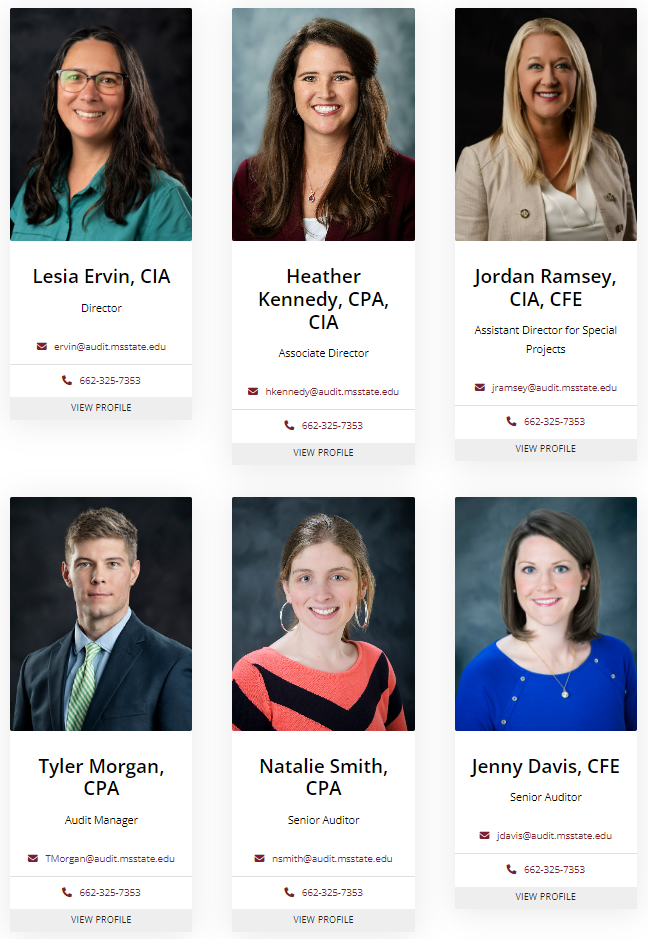 Lesia Ervin, CIA
Director
ervin@audit.msstate.edu
662-325-7353
VIEW PROFILE
Heather
Kennedy, CPA,
CIA
Associate Director
hkennedy@audit.msstate.edu
662-325-7353
VIEW PROFILE
Jordan Ramsey,
CIA, CFE
Assistant Director for Special
Projects
jramsey@audit.msstate.edu
662-325-7353
VIEW PROFILE
Tyler Morgan,
CPA
Audit Manager
TMorgan@audit.msstate.edu
662-325-7353
VIEW PROFILE
Natalie Smith,
CPA
Senior Auditor
nsmith@audit.msstate.edu
662-325-7353
VIEW PROFILE
Jenny Davis, CFE
Senior Auditor
jdavis@audit.msstate.edu
662-325-7353
VIEW PROFILE